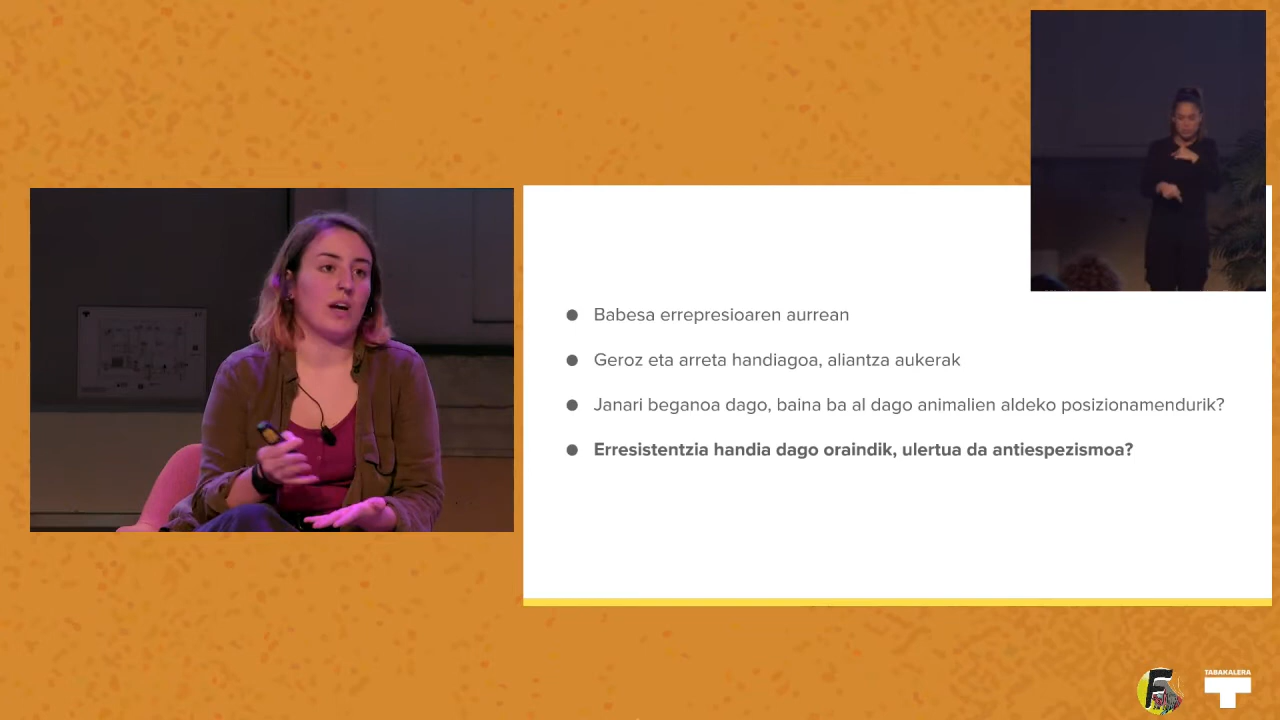 Babesa errepresioaren aurrean
Geroz eta arreta handiagoa, aliantza aukerak
Janari beganoa dago, baina ba al dago animalien aldeko posizionamendurik?
Erresistentzia handia dago oraindik, ulertua da antiespezismoa?
TABAKALERA